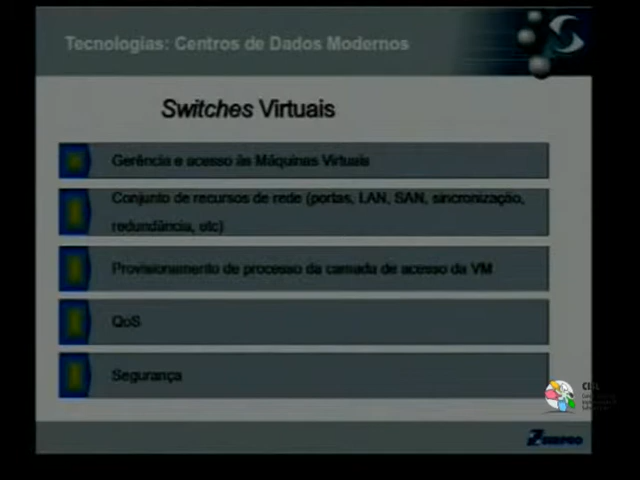 Tecnologias: Centros de Dados Modernos
Switches Virtuais
Gerência e acesso às Máquinas Virtuais
Conjunto de recursos de rede (portas, LAN, SAN, sincronização,
redundância, etc)
Provisionamento de processo da camada de acesso da VM
QoS
Segurança
SERPRO